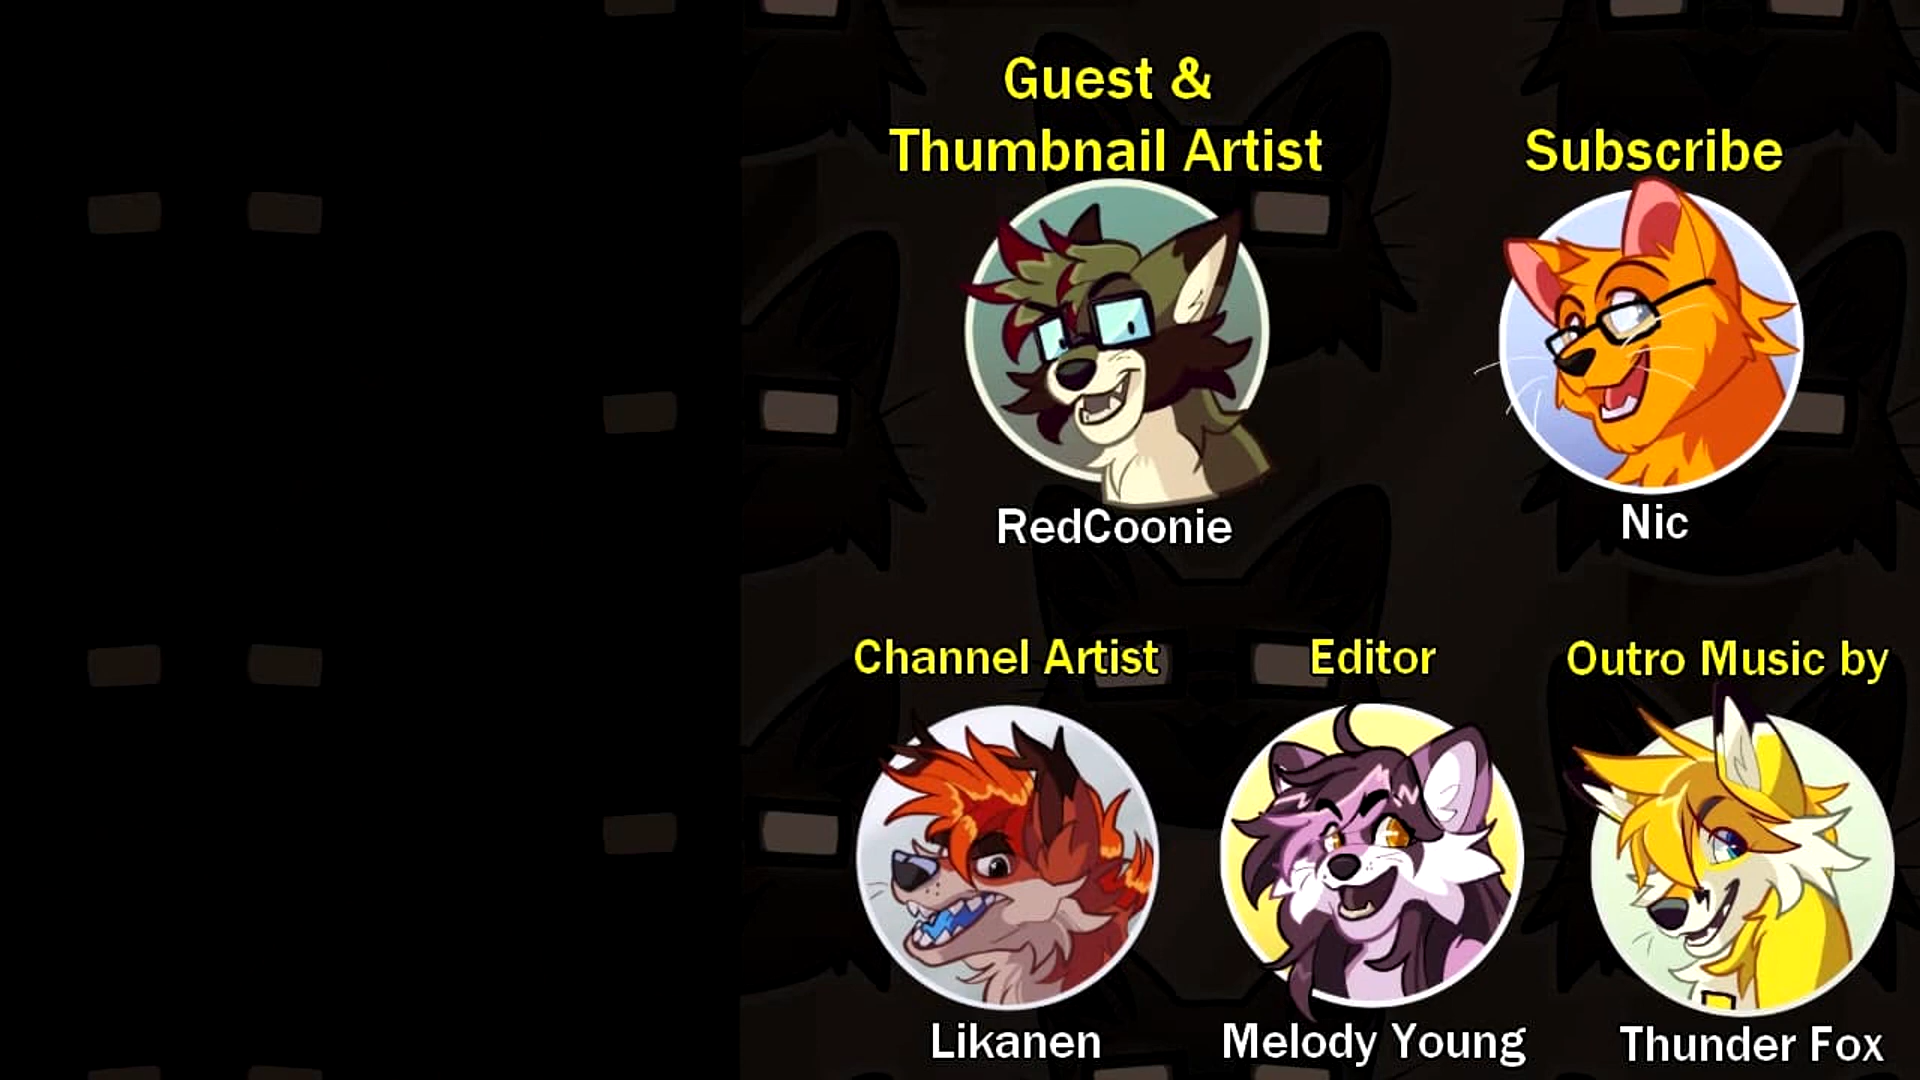 Guest &
Thumbnail Artist
Subscribe
RedCoonie
Nic
Channel Artist
Editor
Outro Music by
Likanen
Melody Young
Thunder Fox